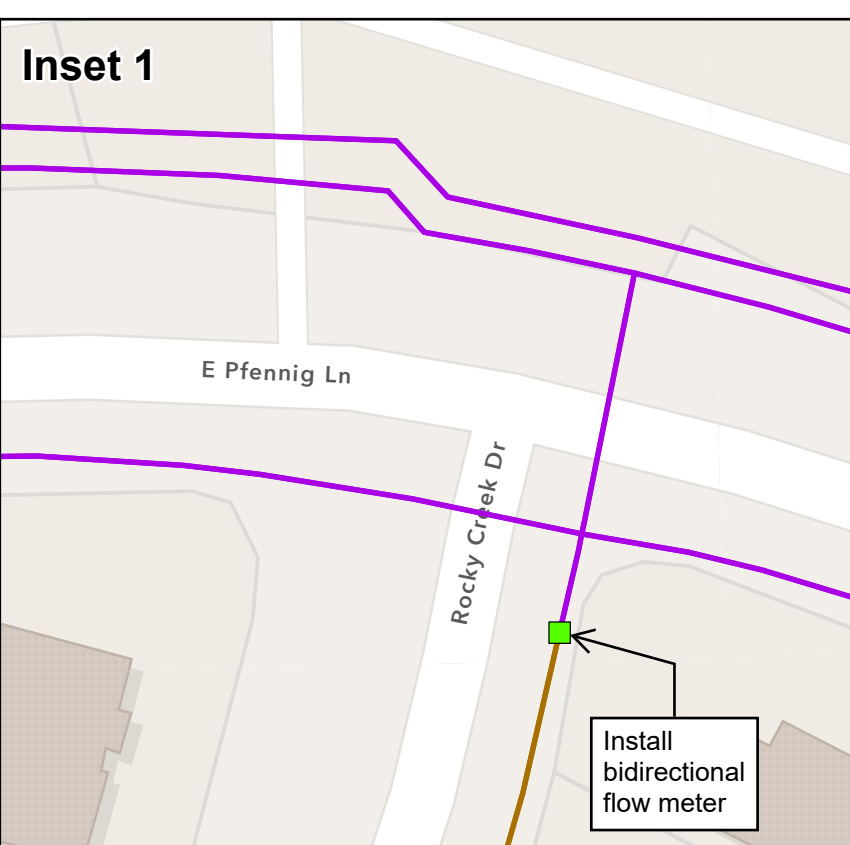 Inset 1
E Pfennig Ln
Rocky Creek Dr
Install
bidirectional
flow meter